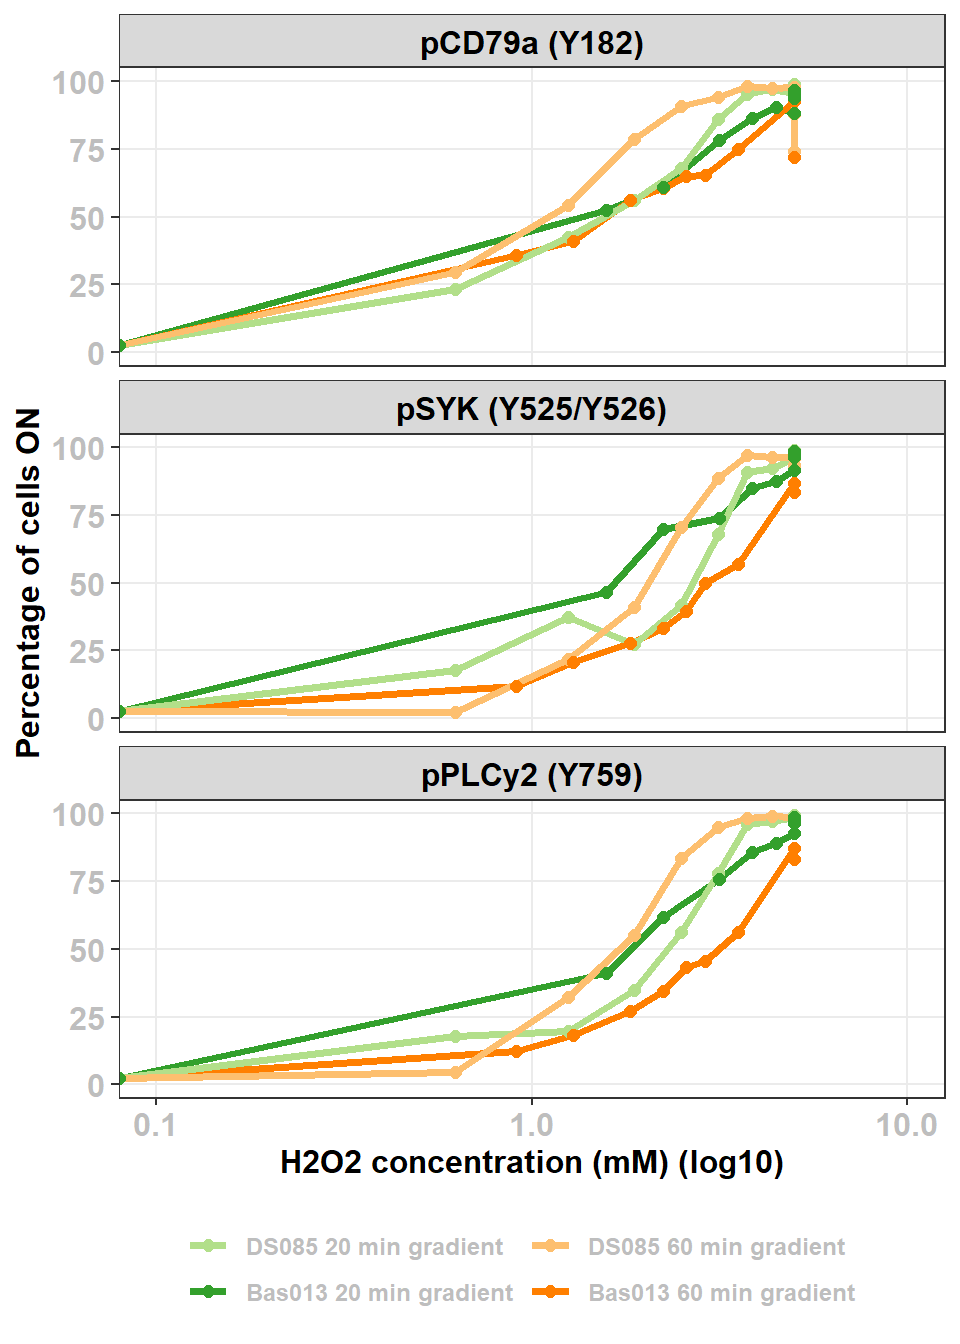 pCD79a (Y182)
100
75
50
25
0
pSYK (Y525/Y526)
100
75
50
25
0
Percentage of cells ON
pPLCy2 (Y759)
100
75
50
25
0
0.1 1.0 10.0
H2O2 concentration (mM) (log10)
DS085 20 min gradient DS085 60 min gradient
Bas013 20 min gradient Bas013 60 min gradient